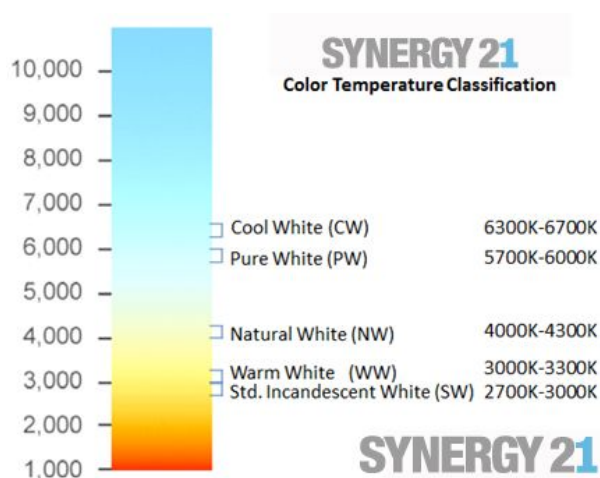 SYNERGY 21
Color Temperature Classification
10,000
9,000
8,000
7,000
6,000
5,000
4,000
3,000
2,000
1,000
Cool White (CW) 6300K-6700K
Pure White (PW) 5700K-6000K
Natural White (NW) 4000K-4300K
Warm White (WW) 3000K-3300K
Std. Incandescent White (SW) 2700K-3000K
SYNERGY 21